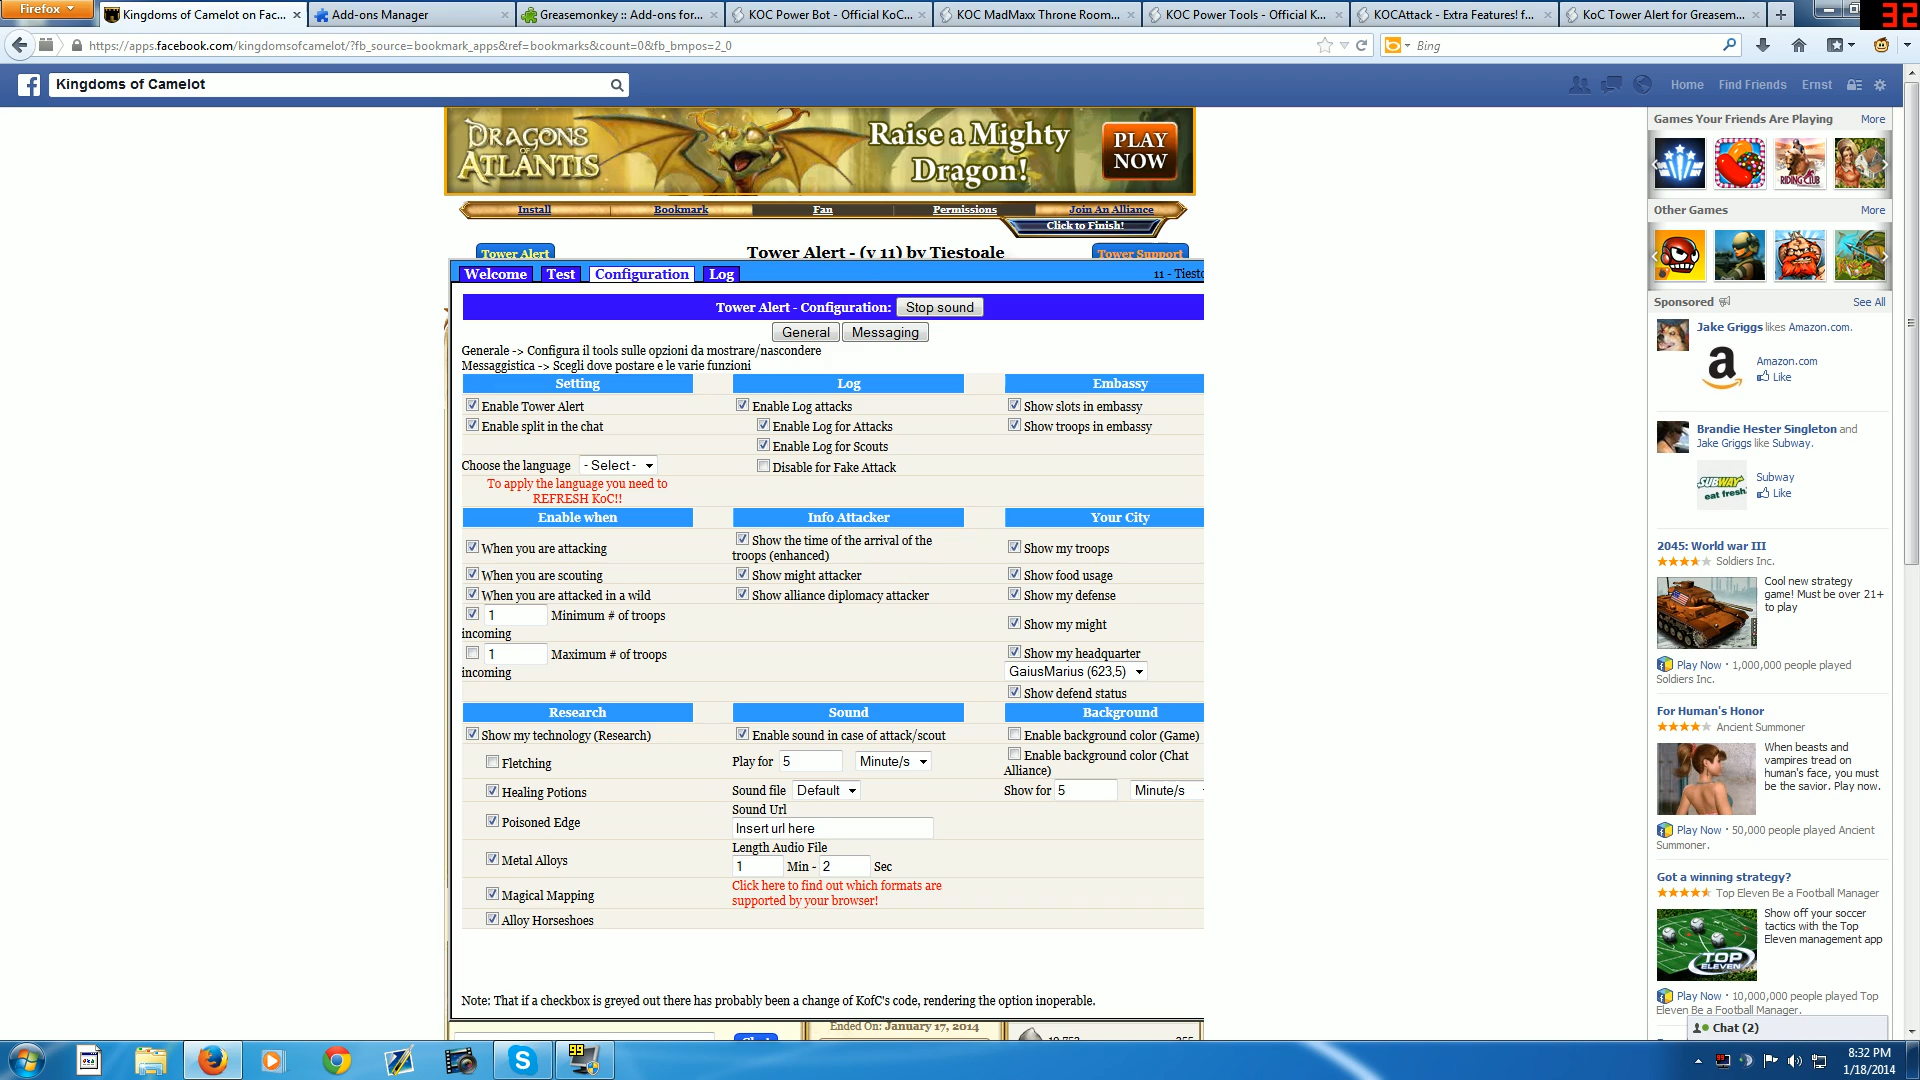 Firefox
Kingdoms of Camelot on Fac...
Add-ons Manager
Greasemonkey :: Add-ons for...
KOC Power Bot - Official KoC...
KOC MadMaxx Throne Room...
KOC Power Tools - Official K...
KOCAttack - Extra Features! f...
KoC Tower Alert for Greasem...
32
https://apps.facebook.com/kingdomsofcamelot/?fb_source=bookmark_apps&ref=bookmarks&count=0&fb_bmpos=2_0
Bing
Kingdoms of Camelot
Home
Find Friends
Ernst
DRAGONS OF ATLANTIS
Raise a Mighty Dragon!
PLAY NOW
Install
Bookmark
Fan
Permissions
Join An Alliance
Click to Finish!
Tower Alert
Tower Alert - (v 11) by Tiestoale
Tower Support
Welcome
Test
Configuration
Log
11 - Tiesto
Tower Alert - Configuration:
Stop sound
General
Messaging
Generale -> Configura il tools sulle opzioni da mostrare/nascondere
Messaggistica -> Scegli dove postare e le varie funzioni
Setting
Log
Embassy
Enable Tower Alert
Enable Log attacks
Show slots in embassy
Enable split in the chat
Enable Log for Attacks
Show troops in embassy
Enable Log for Scouts
Choose the language
- Select -
Disable for Fake Attack
To apply the language you need to
REFRESH KoC!!
Enable when
Info Attacker
Your City
When you are attacking
Show the time of the arrival of the
troops (enhanced)
Show my troops
When you are scouting
Show might attacker
Show food usage
When you are attacked in a wild
Show alliance diplomacy attacker
Show my defense
1 Minimum # of troops
incoming
Show my might
1 Maximum # of troops
incoming
Show my headquarter
GaiusMarius (623,5)
Show defend status
Research
Sound
Background
Show my technology (Research)
Enable sound in case of attack/scout
Enable background color (Game)
Fletching
Play for 5 Minute/s
Enable background color (Chat
Alliance)
Healing Potions
Sound file Default
Show for 5 Minute/s
Poisoned Edge
Sound Url
Insert url here
Metal Alloys
Length Audio File
1 Min - 2 Sec
Magical Mapping
Click here to find out which formats are
supported by your browser!
Alloy Horseshoes
Note: That if a checkbox is greyed out there has probably been a change of KofC's code, rendering the option inoperable.
Ended On: January 17, 2014
Games Your Friends Are Playing
More
RIDING CLUB
Other Games
More
Sponsored
See All
Jake Griggs likes Amazon.com.
a
Amazon.com
Like
Brandie Hester Singleton and
Jake Griggs like Subway.
SUBWAY
eat fresh.
Subway
Like
2045: World war III
Soldiers Inc.
Cool new strategy
game! Must be over 21+
to play
Play Now · 1,000,000 people played
Soldiers Inc.
For Human's Honor
Ancient Summoner
When beasts and
vampires tread on
human's face, you must
be the savior. Play now.
Play Now · 50,000 people played Ancient
Summoner.
Got a winning strategy?
Top Eleven Be a Football Manager
Show off your soccer
tactics with the Top
Eleven management app
TOP ELEVEN
Play Now · 10,000,000 people played Top
Eleven Be a Football Manager.
Chat (2)
99
8:32 PM
1/18/2014